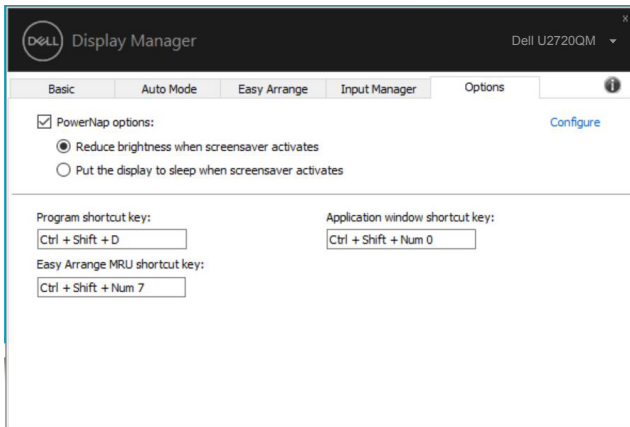 x
DELL Display Manager
Dell U2720QM
Basic Auto Mode Easy Arrange Input Manager Options i
PowerNap options: Configure
Reduce brightness when screensaver activates
Put the display to sleep when screensaver activates
Program shortcut key: Application window shortcut key:
Ctrl + Shift + D Ctrl + Shift + Num 0
Easy Arrange MRU shortcut key:
Ctrl + Shift + Num 7